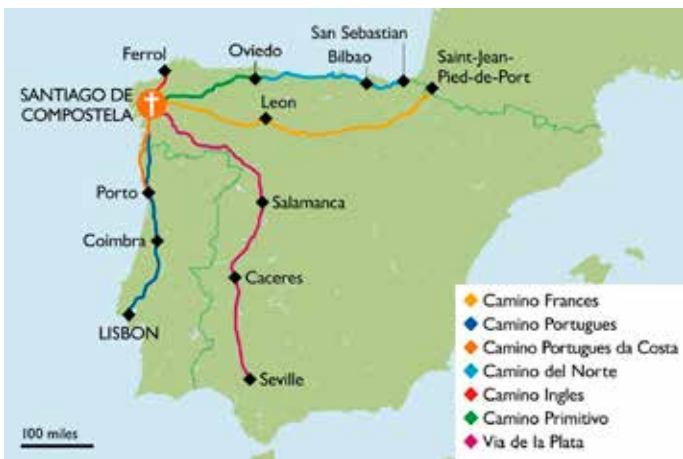 San Sebastian
Ferrol
Oviedo
Bilbao
Saint-Jean-
Pied-de-Port
SANTIAGO DE
COMPOSTELA
Leon
Porto
Salamanca
Coimbra
Caceres
LISBON
Seville
Camino Frances
Camino Portugues
Camino Portugues da Costa
Camino del Norte
Camino Ingles
Camino Primitivo
Via de la Plata
100 miles